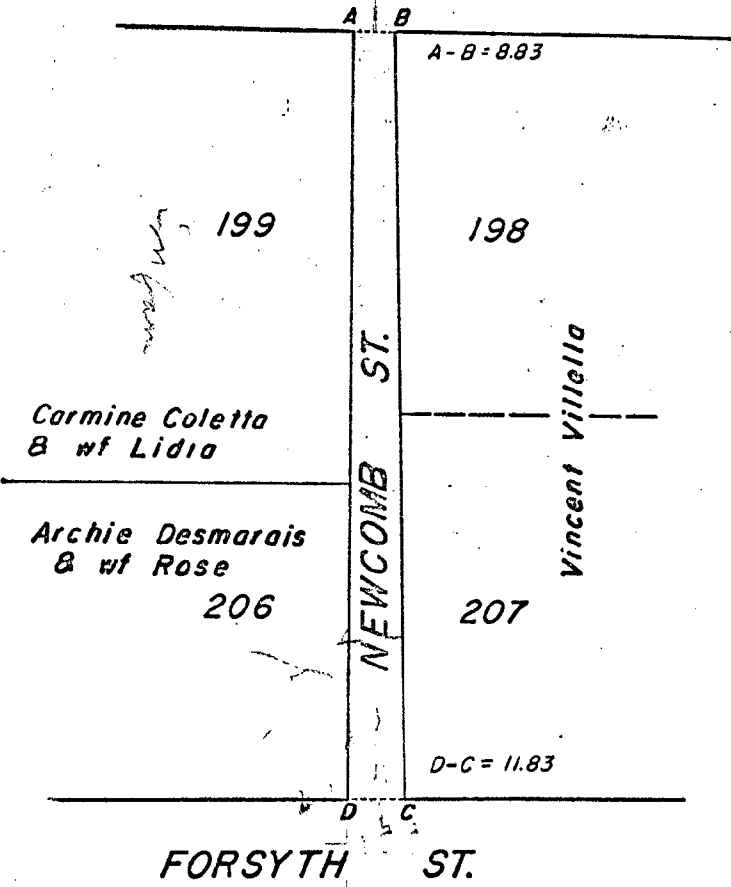 A B
A-B = 8.83
199
198
NEWCOMB ST.
Carmine Coletta
& wf Lidia
Vincent Villella
Archie Desmarais
& wf Rose
206
207
D-C = 11.83
D C
FORSYTH ST.